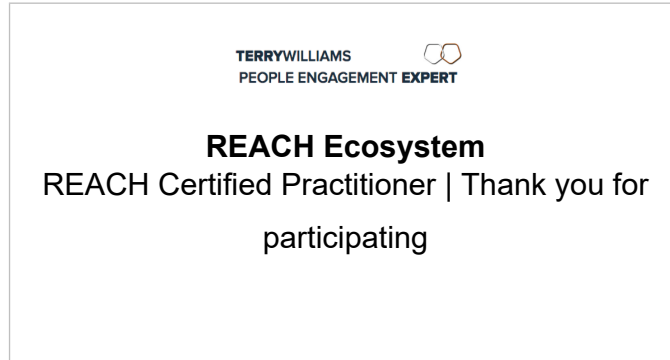 TERRYWILLIAMS
PEOPLE ENGAGEMENT EXPERT
REACH Ecosystem
REACH Certified Practitioner | Thank you for
participating